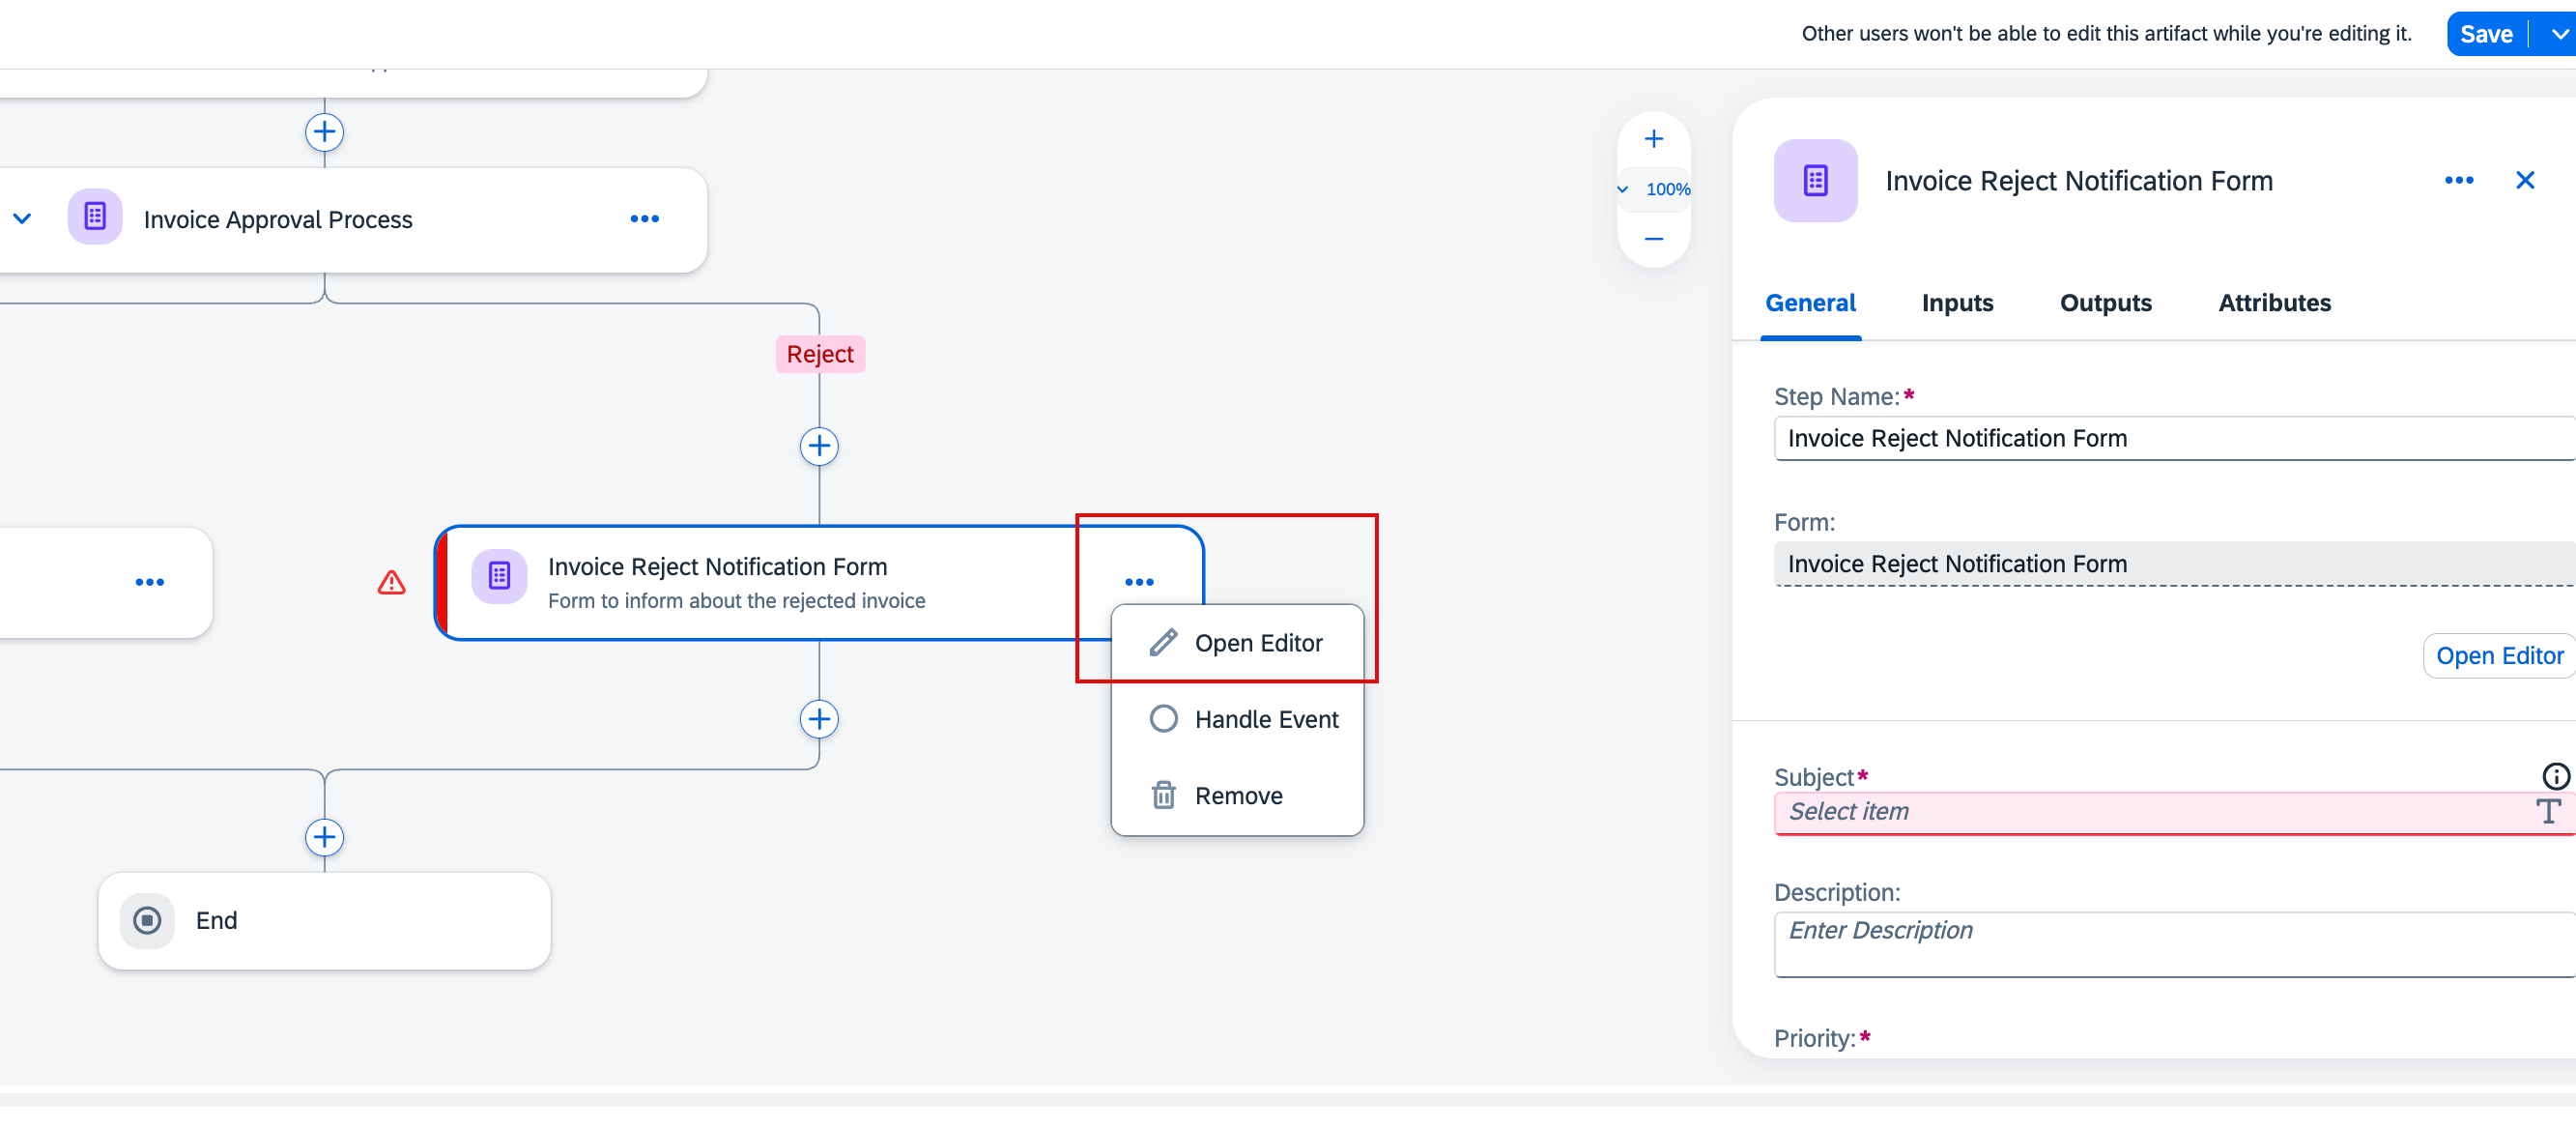 Other users won't be able to edit this artifact while you're editing it.
Save
Invoice Approval Process
100%
Reject
Invoice Reject Notification Form
Form to inform about the rejected invoice
Open Editor
Handle Event
Remove
End
Invoice Reject Notification Form
General Inputs Outputs Attributes
Step Name:*
Invoice Reject Notification Form
Form:
Invoice Reject Notification Form
Open Editor
Subject*
Select item
Description:
Enter Description
Priority:*